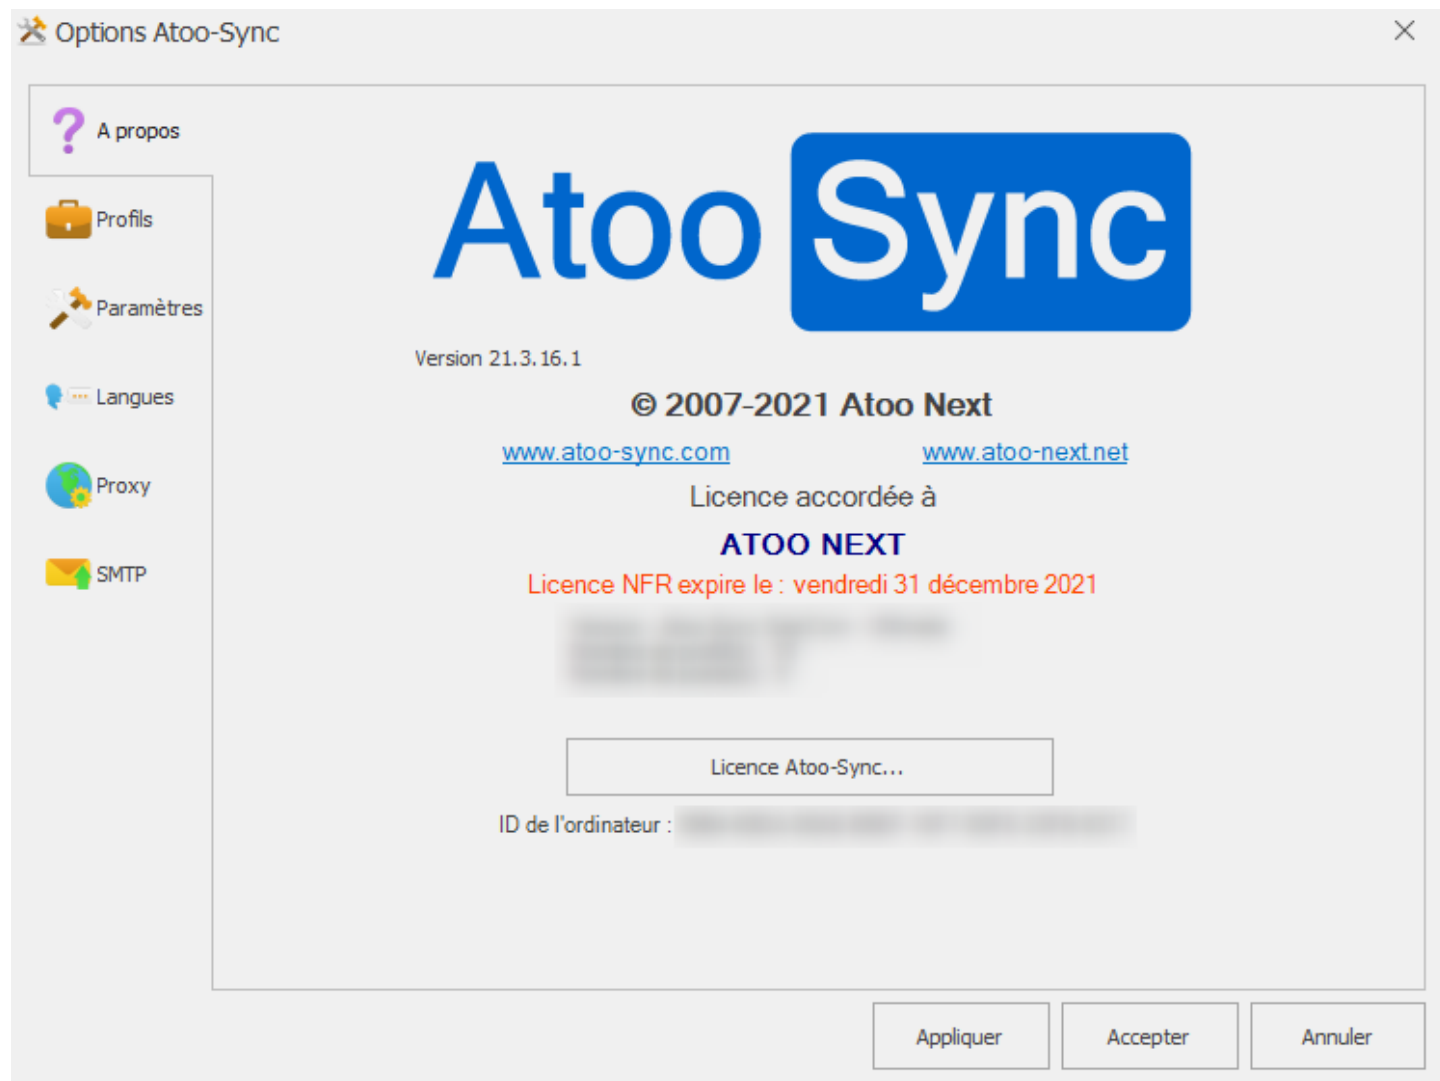 Options Atoo-Sync
A propos
Profils
Paramètres
Langues
Proxy
SMTP
Atoo Sync
Version 21.3.16.1
© 2007-2021 Atoo Next
www.atoo-sync.com www.atoo-next.net
Licence accordée à
ATOO NEXT
Licence NFR expire le : vendredi 31 décembre 2021
Licence Atoo-Sync...
ID de l'ordinateur :
Appliquer Accepter Annuler